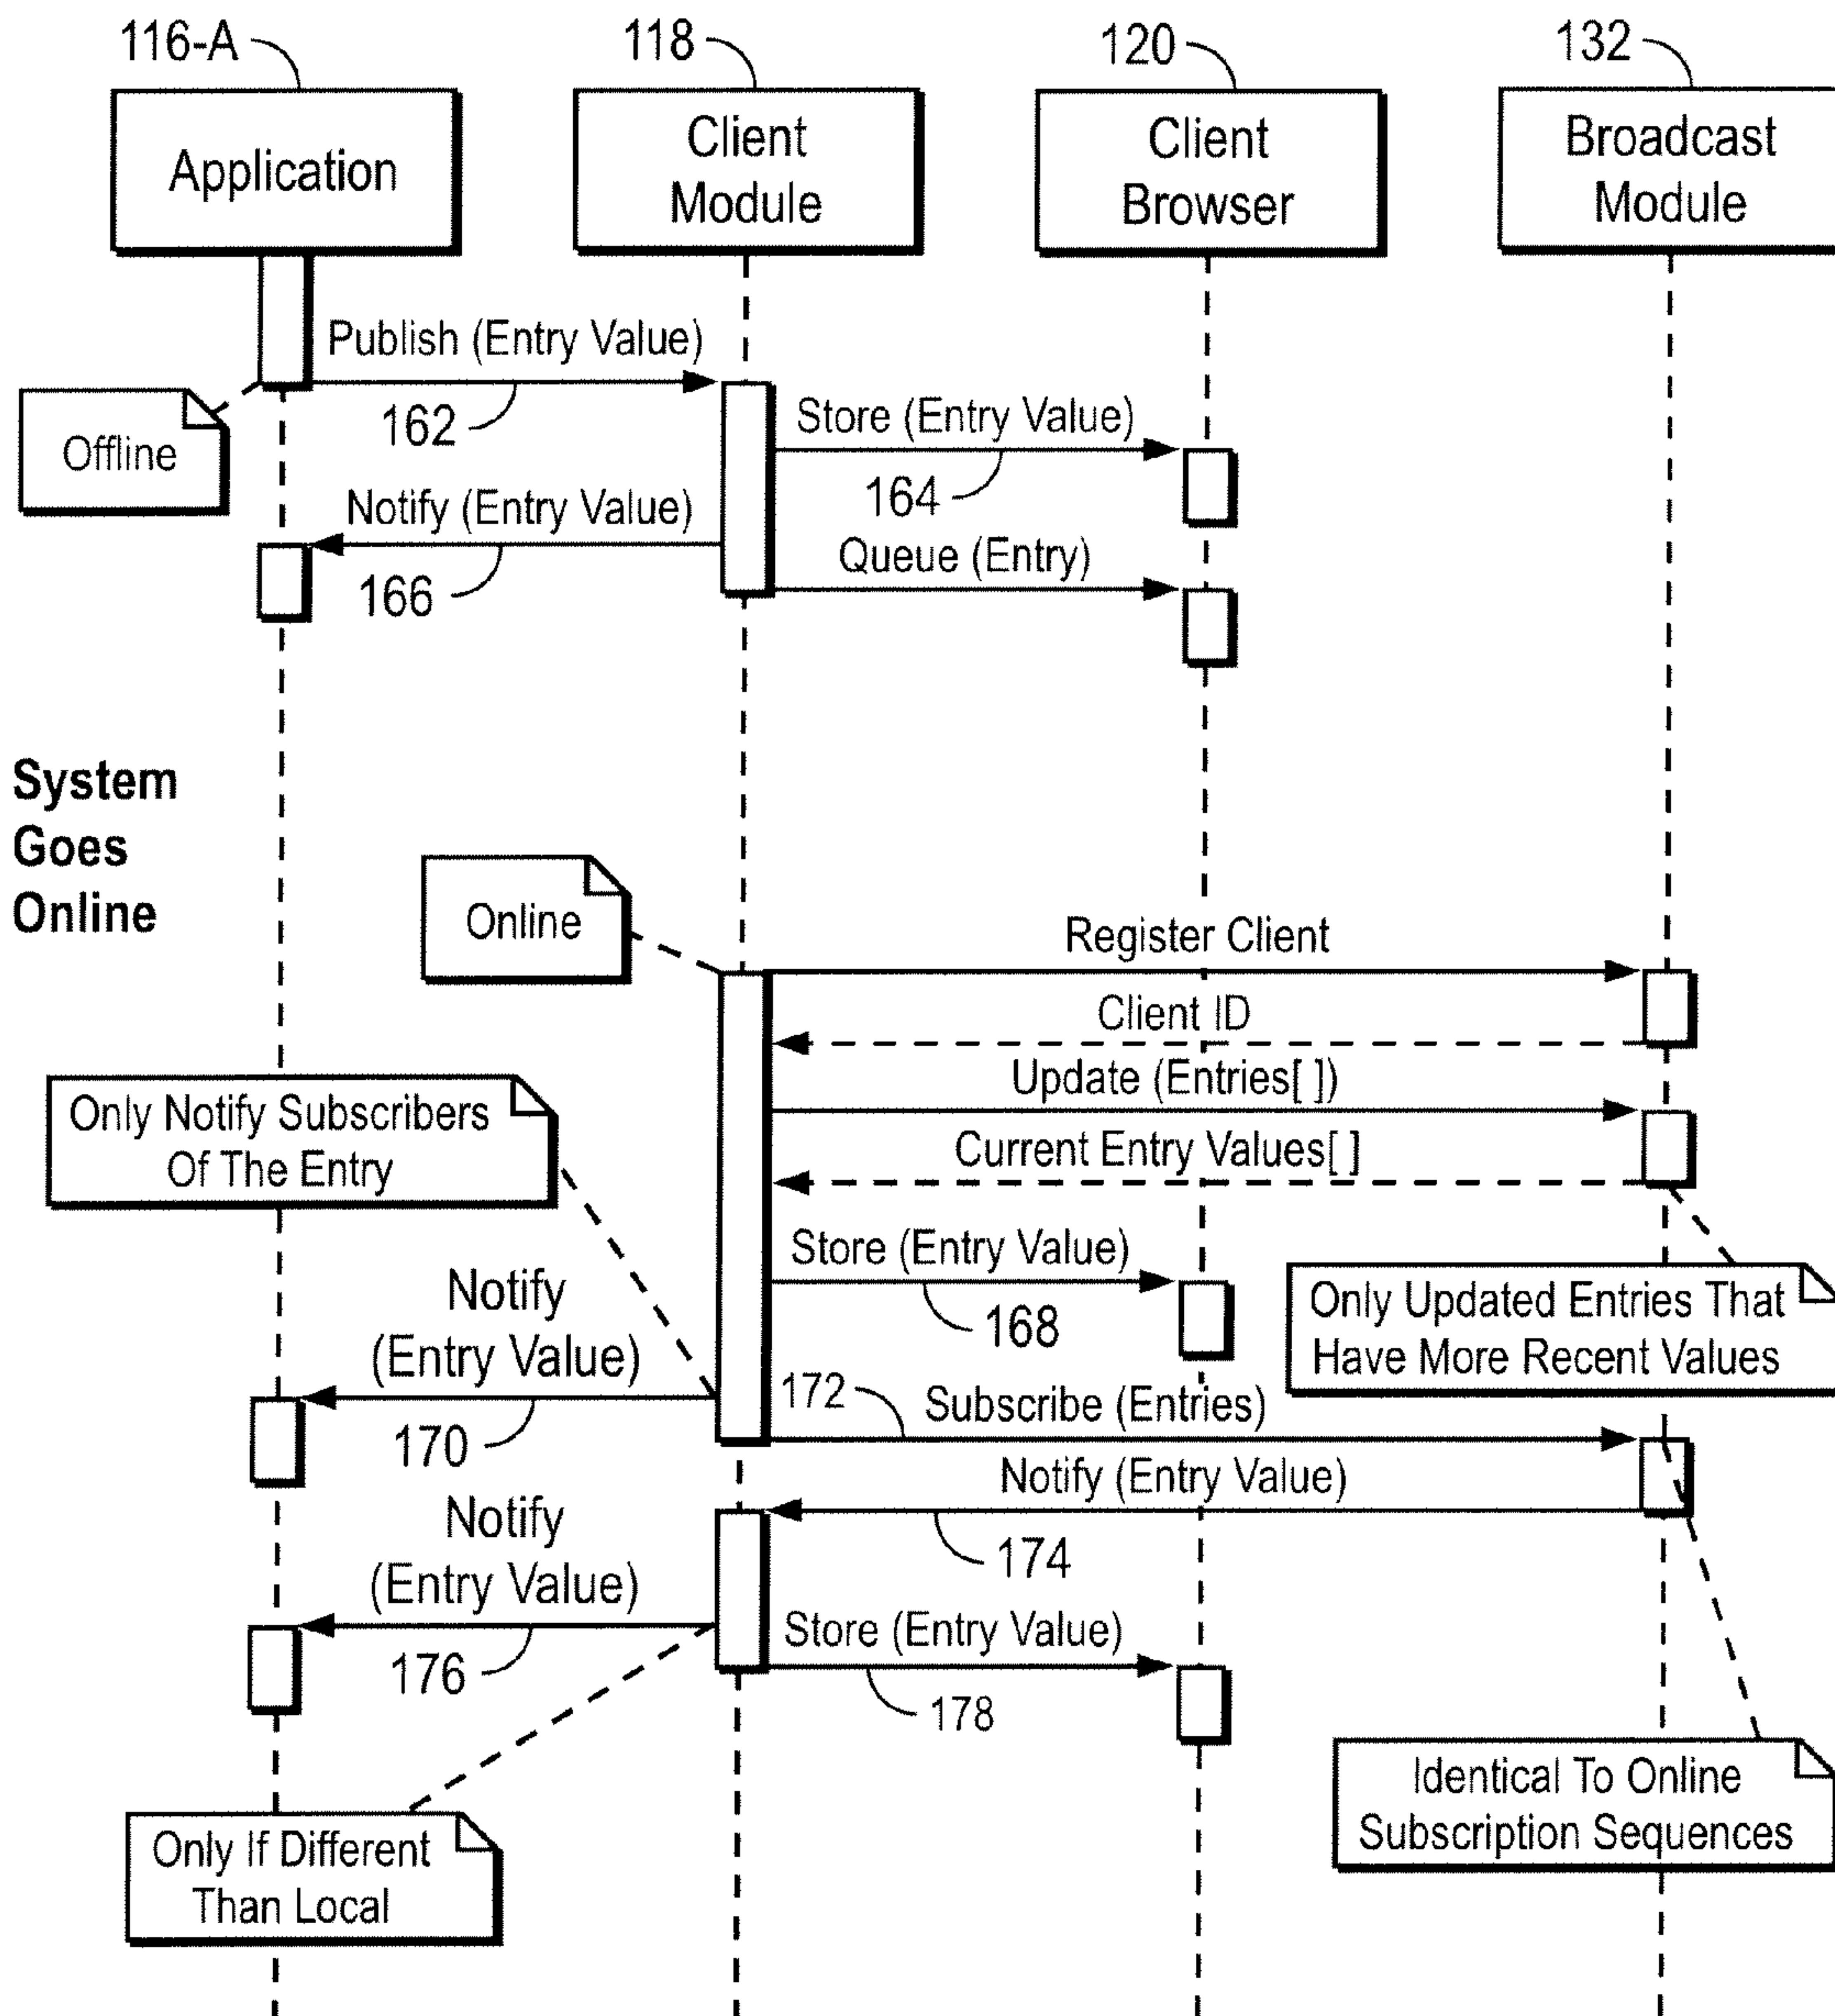 116-A
118
120
132
Application
Client
Module
Client
Browser
Broadcast
Module
Publish (Entry Value)
162
Offline
Store (Entry Value)
164
Notify (Entry Value)
166
Queue (Entry)
System
Goes
Online
Online
Register Client
Client ID
Update (Entries[ ])
Only Notify Subscribers
Of The Entry
Current Entry Values[ ]
Store (Entry Value)
168
Only Updated Entries That
Have More Recent Values
Notify
(Entry Value)
170
172
Subscribe (Entries)
Notify (Entry Value)
174
Notify
(Entry Value)
176
Store (Entry Value)
178
Identical To Online
Subscription Sequences
Only If Different
Than Local